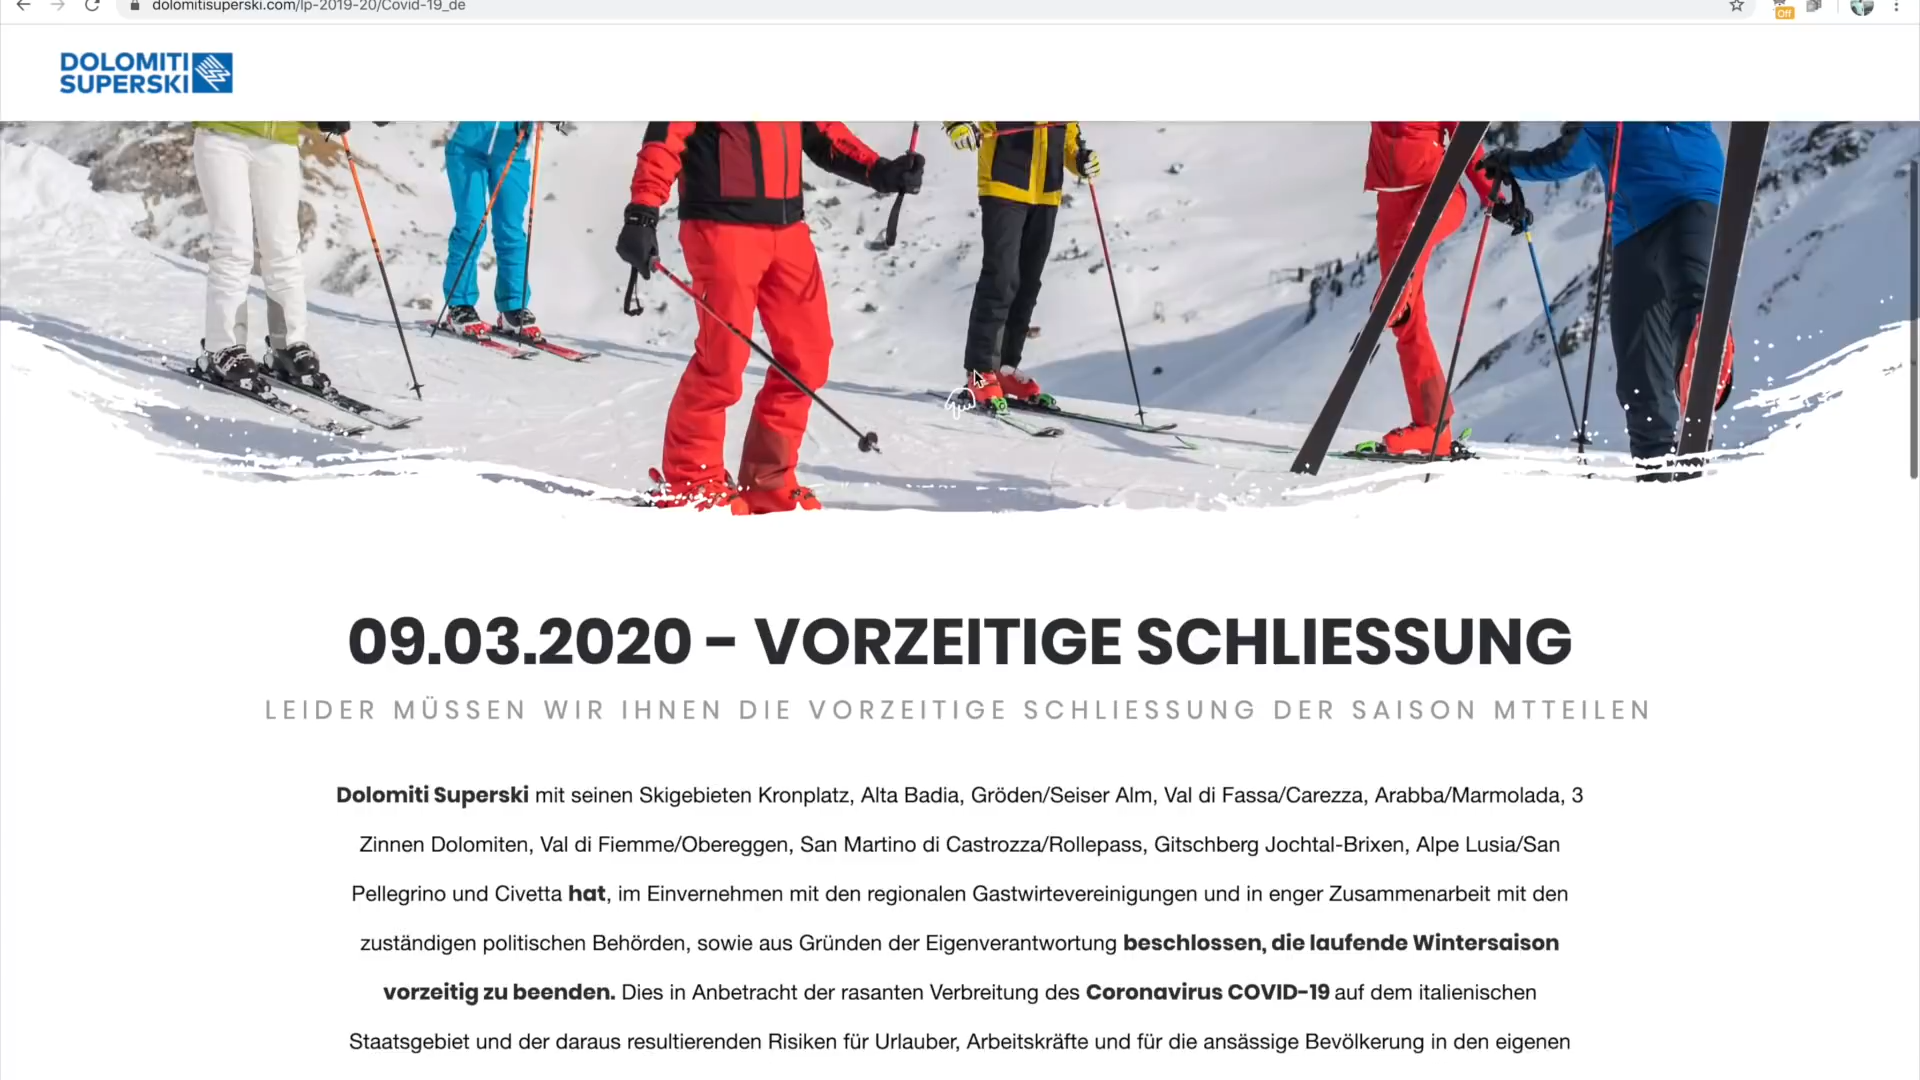 dolomitisuperski.com/lp-2019-20/Covid-19_de
Off
DOLOMITI
SUPERSKI
09.03.2020 - VORZEITIGE SCHLIESSUNG
LEIDER MÜSSEN WIR IHNEN DIE VORZEITIGE SCHLIESSUNG DER SAISON MTTEILEN
Dolomiti Superski mit seinen Skigebieten Kronplatz, Alta Badia, Gröden/Seiser Alm, Val di Fassa/Carezza, Arabba/Marmolada, 3
Zinnen Dolomiten, Val di Fiemme/Obereggen, San Martino di Castrozza/Rollepass, Gitschberg Jochtal-Brixen, Alpe Lusia/San
Pellegrino und Civetta hat, im Einvernehmen mit den regionalen Gastwirtevereinigungen und in enger Zusammenarbeit mit den
zuständigen politischen Behörden, sowie aus Gründen der Eigenverantwortung beschlossen, die laufende Wintersaison
vorzeitig zu beenden. Dies in Anbetracht der rasanten Verbreitung des Coronavirus COVID-19 auf dem italienischen
Staatsgebiet und der daraus resultierenden Risiken für Urlauber, Arbeitskräfte und für die ansässige Bevölkerung in den eigenen